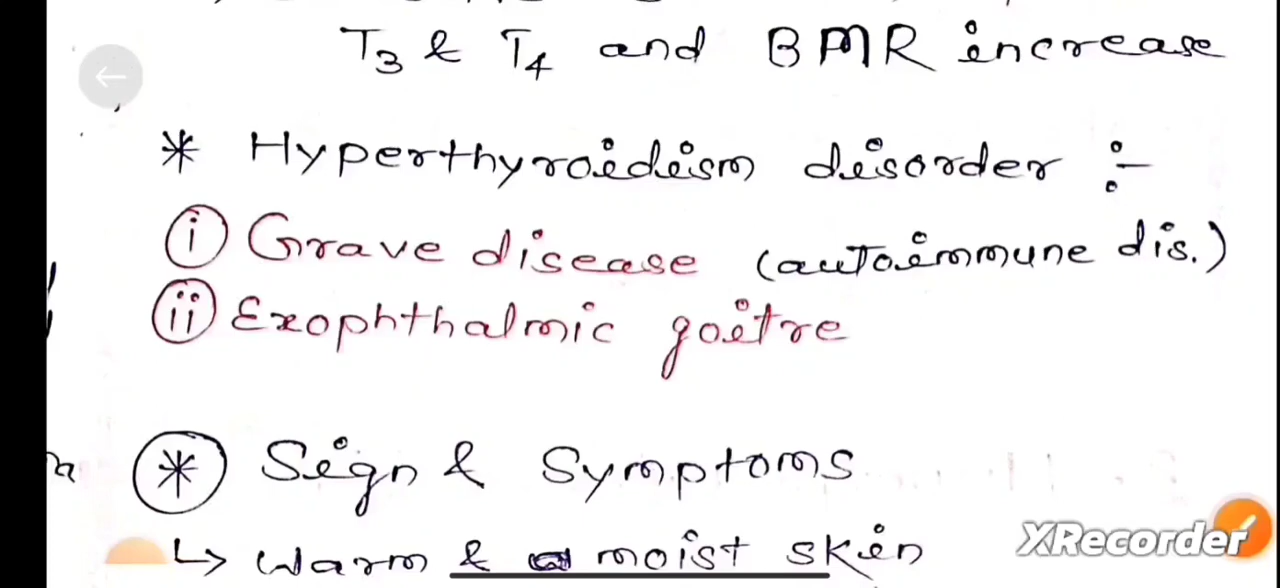 T3 & T4 and BMR increase
* Hyperthyroidism disorder :-
(i) Grave disease (autoimmune dis.)
(ii) Exophthalmic goitre
* Sign & Symptoms
↳ Warm & moist skin
XRecorder